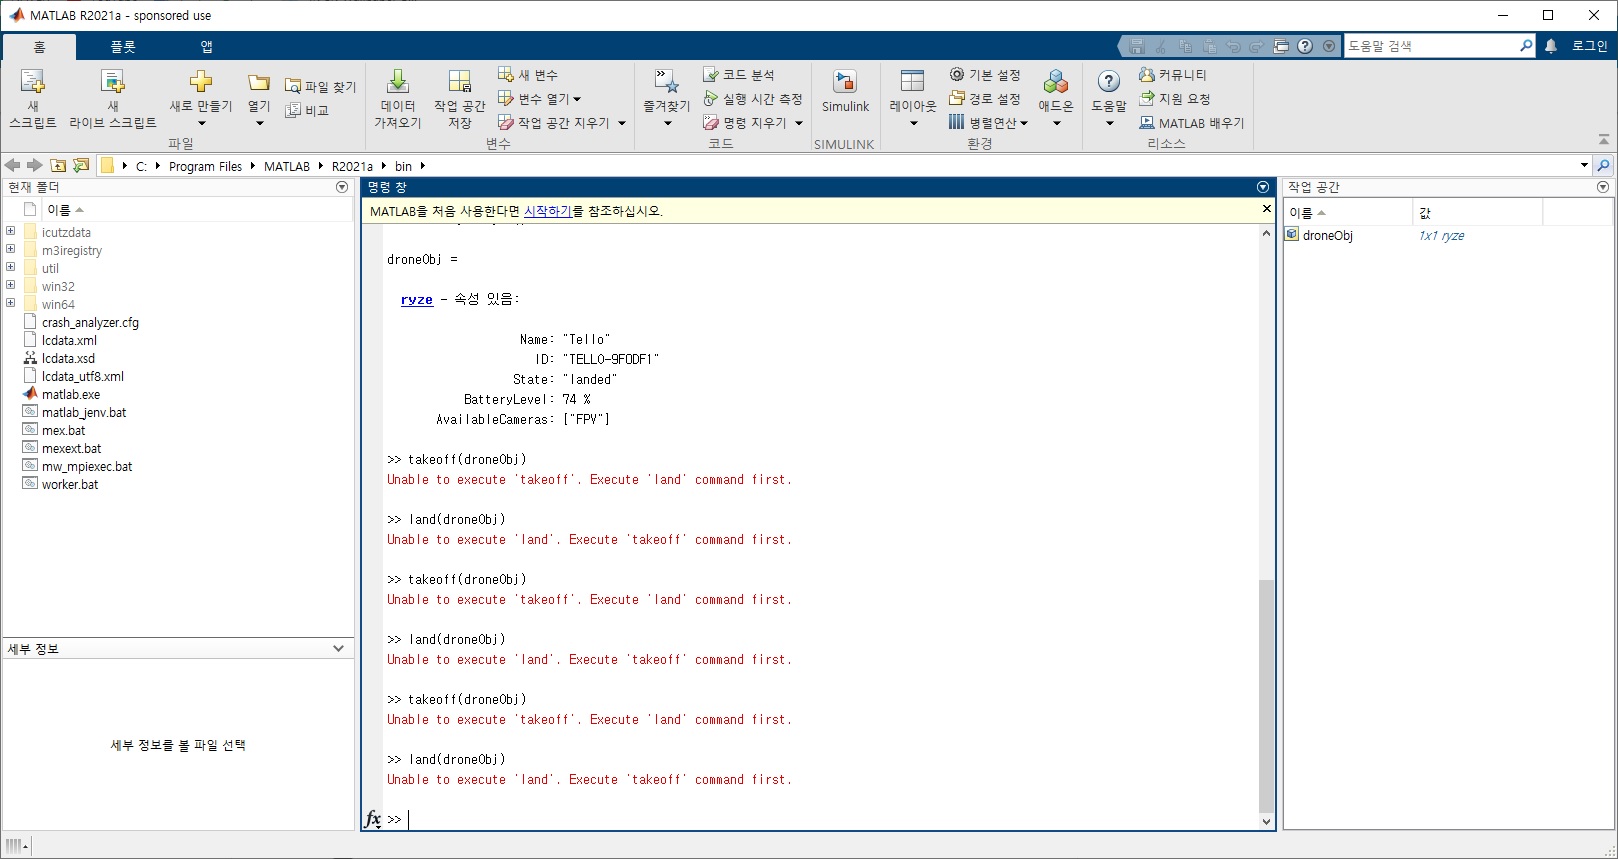 MATLAB R2021a - sponsored use
홈 플롯 앱
도움말 검색 로그인
새 스크립트
새 라이브 스크립트
새로 만들기
열기
파일 찾기
비교
파일
데이터 가져오기
작업 공간 저장
새 변수
변수 열기
작업 공간 지우기
변수
즐겨찾기
코드 분석
실행 시간 측정
명령 지우기
코드
Simulink
SIMULINK
레이아웃
기본 설정
경로 설정
병렬연산
애드온
환경
도움말
커뮤니티
지원 요청
MATLAB 배우기
리소스
C: Program Files MATLAB R2021a bin
현재 폴더
이름
icutzdata
m3iregistry
util
win32
win64
crash_analyzer.cfg
lcdata.xml
lcdata.xsd
lcdata_utf8.xml
matlab.exe
matlab_jenv.bat
mex.bat
mexext.bat
mw_mpiexec.bat
worker.bat
세부 정보
세부 정보를 볼 파일 선택
명령 창
MATLAB을 처음 사용한다면 시작하기를 참조하십시오.
droneObj =
ryze - 속성 있음:
Name: "Tello"
ID: "TELLO-9F0DF1"
State: "landed"
BatteryLevel: 74 %
AvailableCameras: ["FPV"]
>> takeoff(droneObj)
Unable to execute 'takeoff'. Execute 'land' command first.
>> land(droneObj)
Unable to execute 'land'. Execute 'takeoff' command first.
>> takeoff(droneObj)
Unable to execute 'takeoff'. Execute 'land' command first.
>> land(droneObj)
Unable to execute 'land'. Execute 'takeoff' command first.
>> takeoff(droneObj)
Unable to execute 'takeoff'. Execute 'land' command first.
>> land(droneObj)
Unable to execute 'land'. Execute 'takeoff' command first.
fx >>
작업 공간
이름 값
droneObj 1x1 ryze